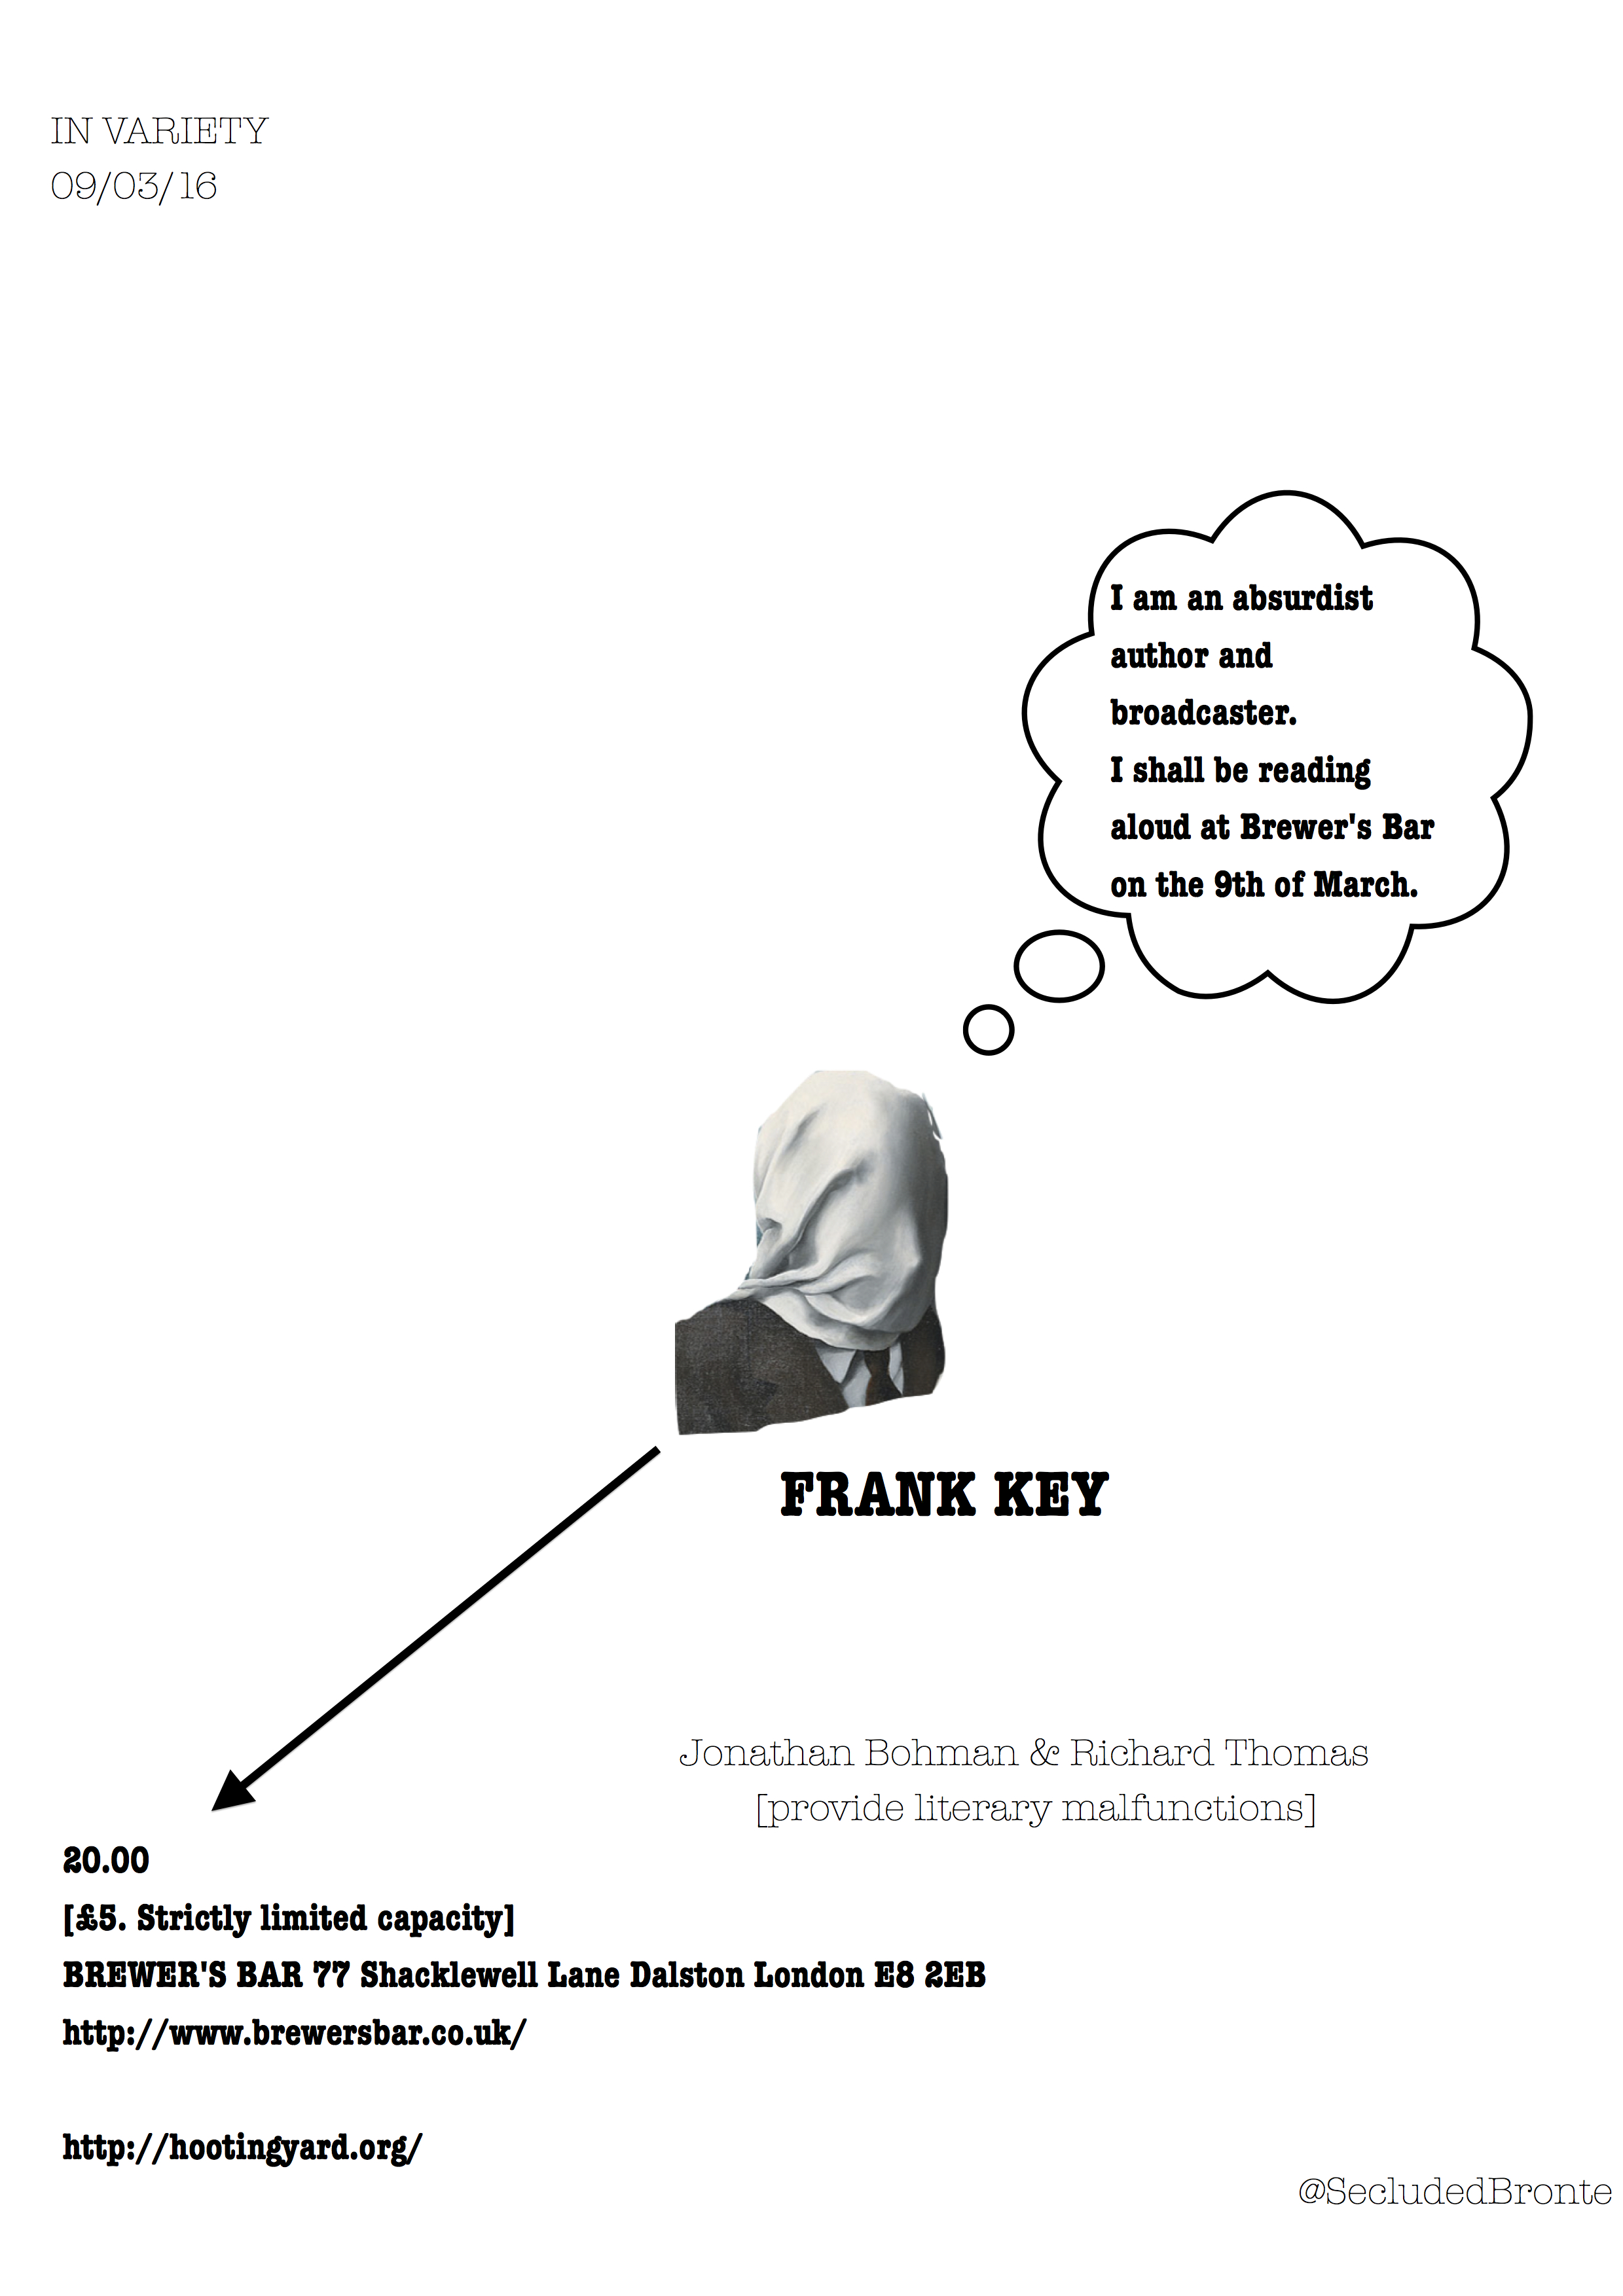 IN VARIETY
09/03/16
I am an absurdist
author and
broadcaster.
I shall be reading
aloud at Brewer's Bar
on the 9th of March.
FRANK KEY
Jonathan Bohman & Richard Thomas
[provide literary malfunctions]
20.00
[£5. Strictly limited capacity]
BREWER'S BAR 77 Shacklewell Lane Dalston London E8 2EB
http://www.brewersbar.co.uk/
http://hootingyard.org/
@SecludedBronte